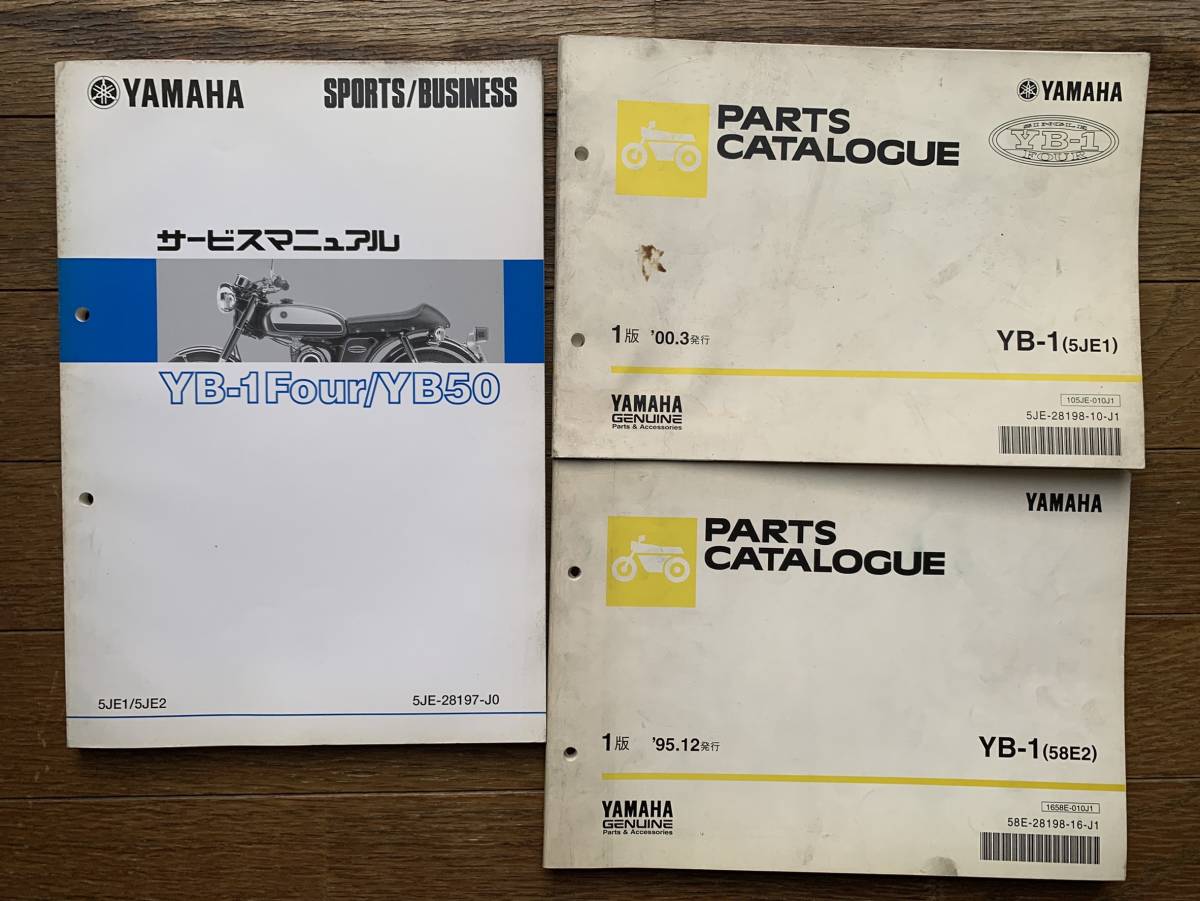 YAMAHA
SPORTS/BUSINESS
サービスマニュアル
YB-1Four/YB50
5JE1/5JE2
5JE-28197-J0
YAMAHA
PARTS
CATALOGUE
SINGLE
YB-1
FOUR
1版 '00.3発行
YB-1(5JE1)
YAMAHA
GENUINE
Parts & Accessories
105JE-010J1
5JE-28198-10-J1
YAMAHA
PARTS
CATALOGUE
1版 '95.12発行
YB-1(58E2)
YAMAHA
GENUINE
Parts & Accessories
1658E-010J1
58E-28198-16-J1